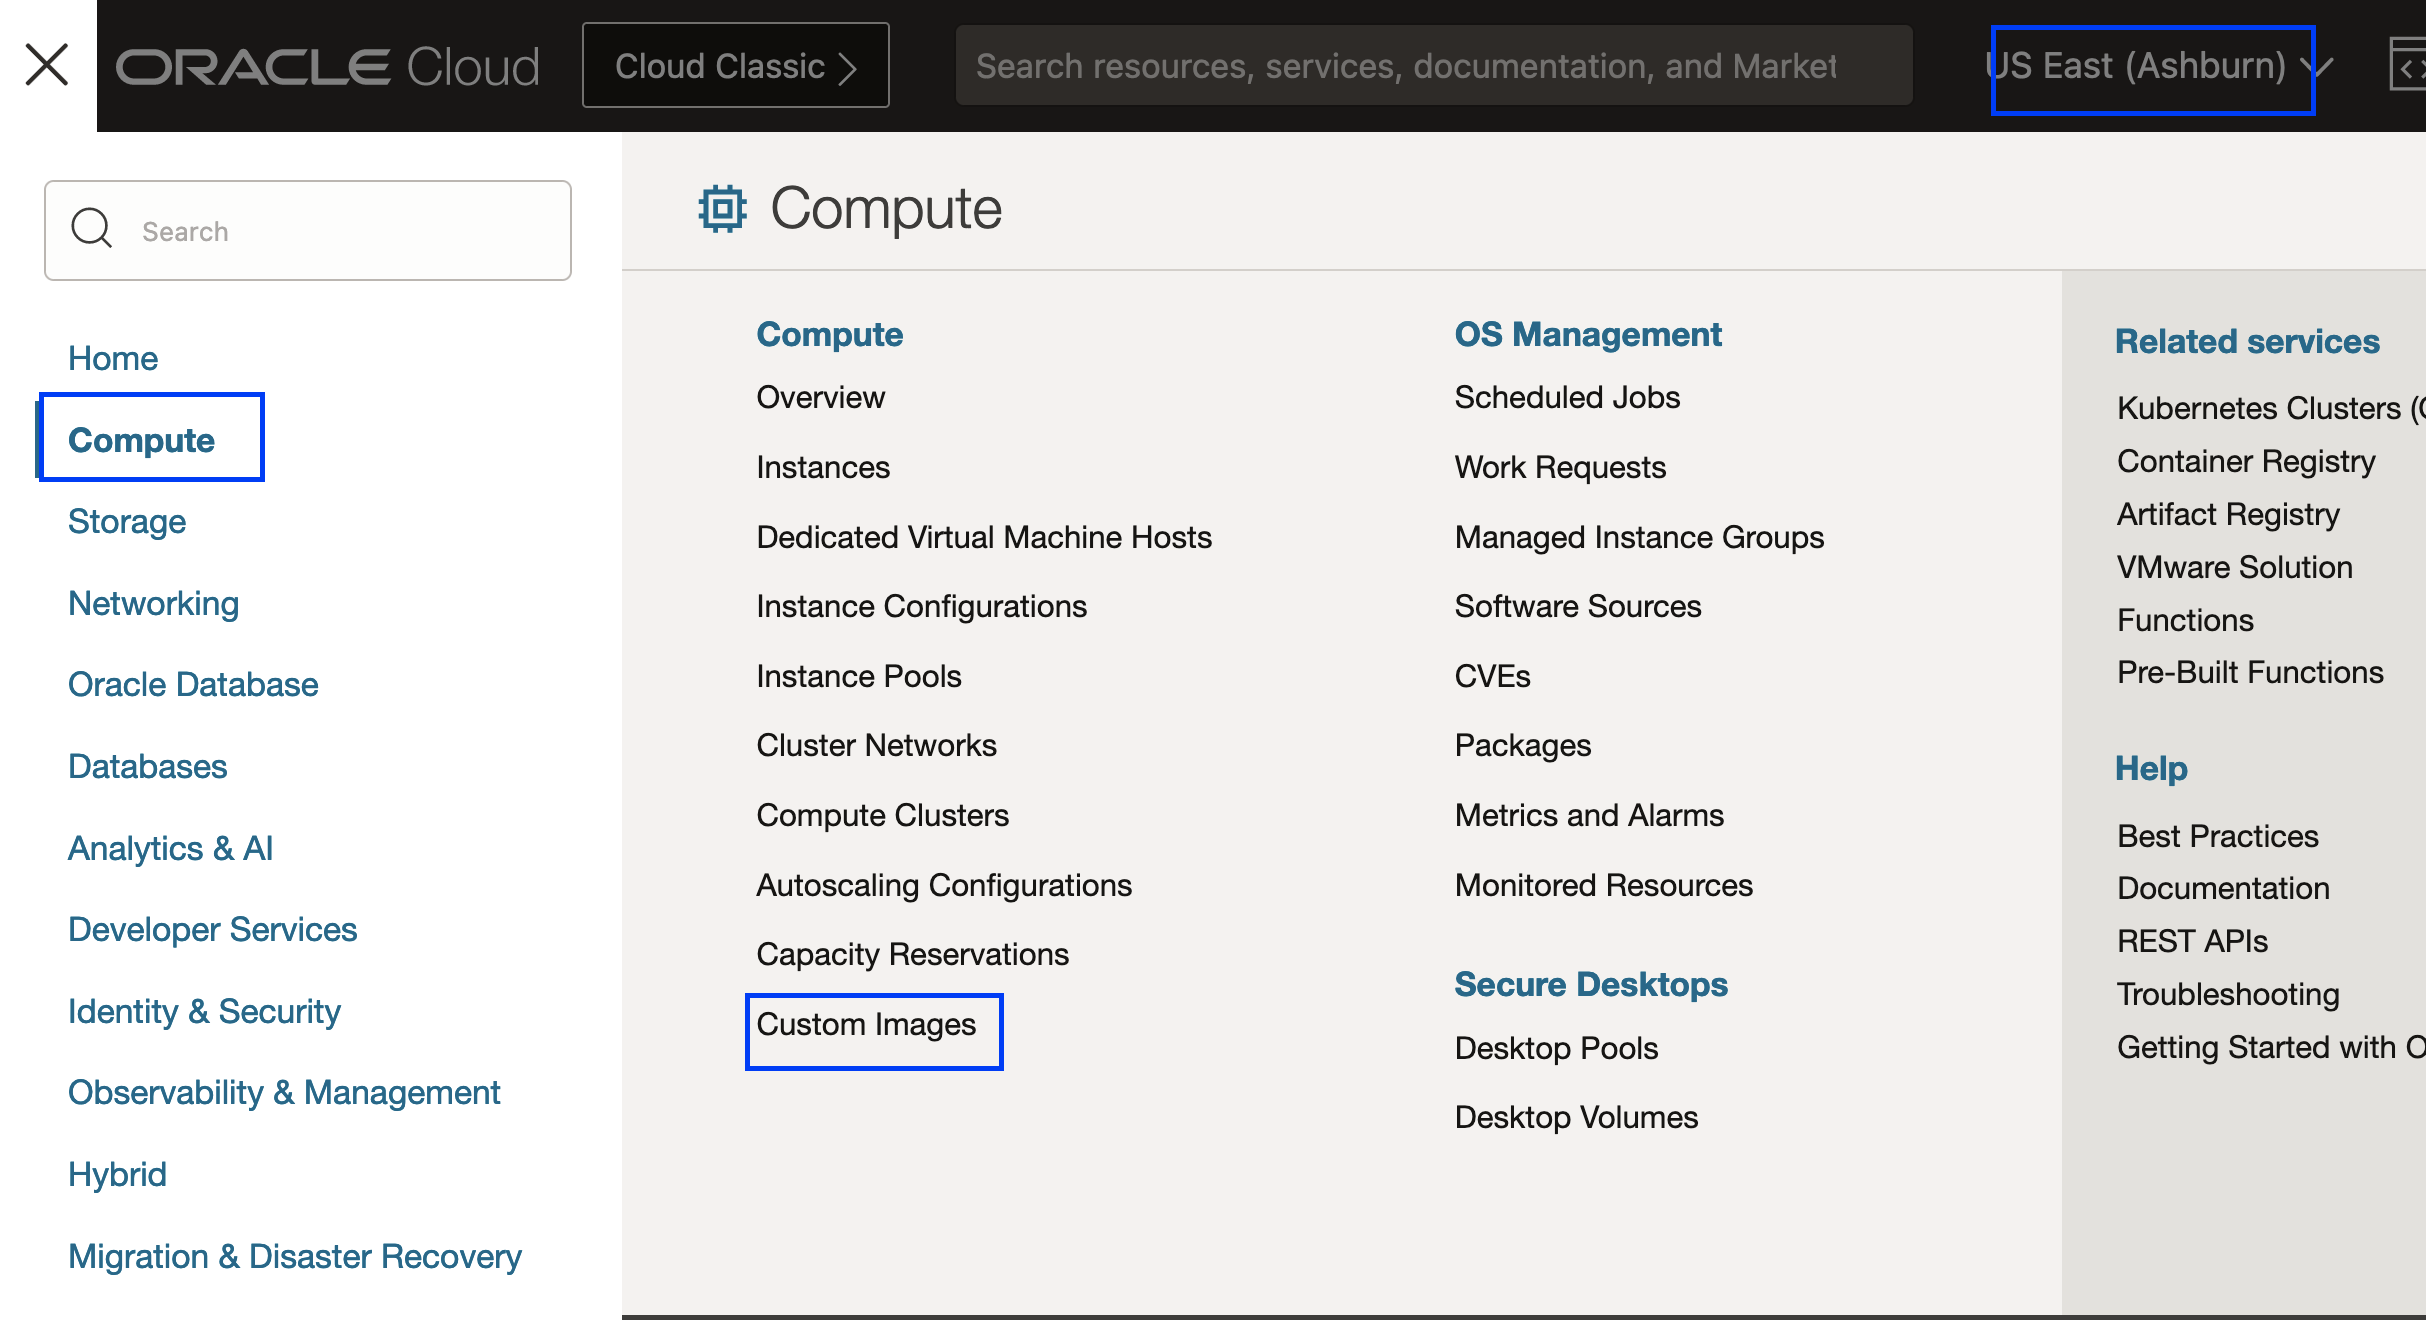 ORACLE Cloud
Cloud Classic
Search resources, services, documentation, and Market
US East (Ashburn)
Search
Home
Compute
Storage
Networking
Oracle Database
Databases
Analytics & AI
Developer Services
Identity & Security
Observability & Management
Hybrid
Migration & Disaster Recovery
Compute
Compute
Overview
Instances
Dedicated Virtual Machine Hosts
Instance Configurations
Instance Pools
Cluster Networks
Compute Clusters
Autoscaling Configurations
Capacity Reservations
Custom Images
OS Management
Scheduled Jobs
Work Requests
Managed Instance Groups
Software Sources
CVEs
Packages
Metrics and Alarms
Monitored Resources
Secure Desktops
Desktop Pools
Desktop Volumes
Related services
Kubernetes Clusters
Container Registry
Artifact Registry
VMware Solution
Functions
Pre-Built Functions
Help
Best Practices
Documentation
REST APIs
Troubleshooting
Getting Started with